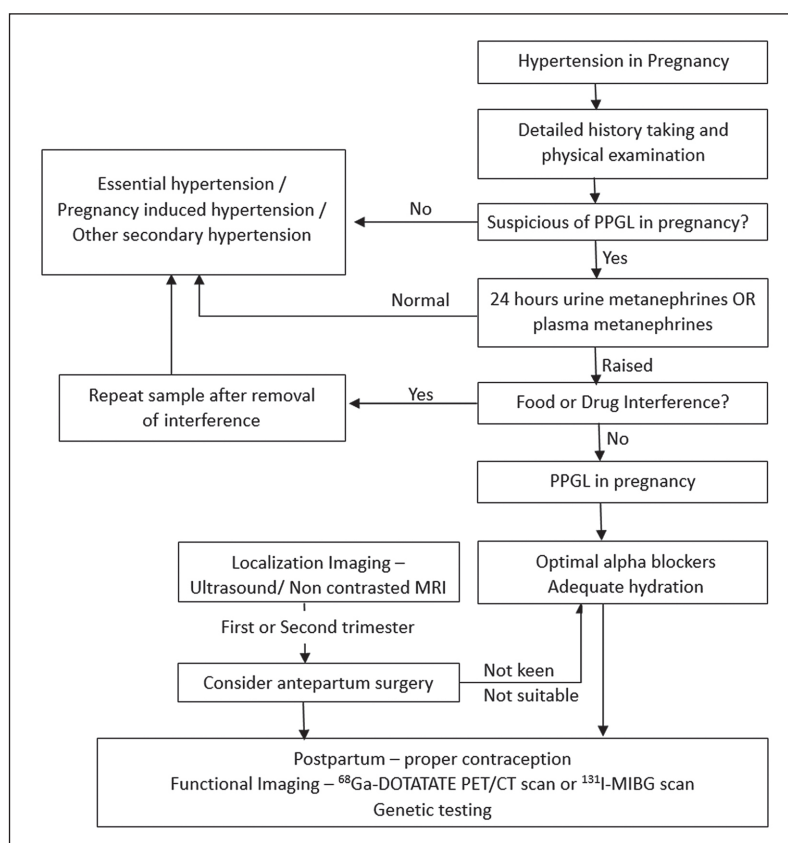 Hypertension in Pregnancy
Detailed history taking and
physical examination
Essential hypertension /
Pregnancy induced hypertension /
Other secondary hypertension
No
Suspicious of PPGL in pregnancy?
Yes
Normal
24 hours urine metanephrines OR
plasma metanephrines
Raised
Repeat sample after removal
of interference
Yes
Food or Drug Interference?
No
PPGL in pregnancy
Localization Imaging –
Ultrasound/ Non contrasted MRI
Optimal alpha blockers
Adequate hydration
First or Second trimester
Consider antepartum surgery
Not keen
Not suitable
Postpartum – proper contraception
Functional Imaging – ⁶⁸Ga-DOTATATE PET/CT scan or ¹³¹I-MIBG scan
Genetic testing